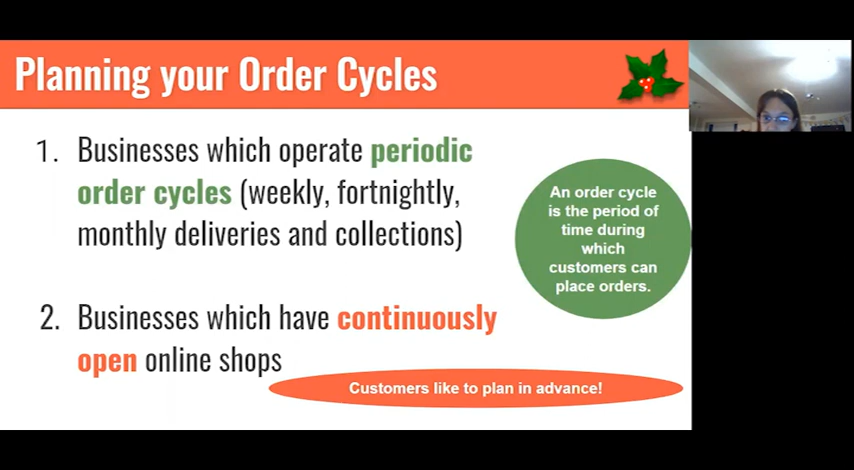 Planning your Order Cycles
1. Businesses which operate periodic
order cycles (weekly, fortnightly,
monthly deliveries and collections)
An order cycle
is the period of
time during
which
customers can
place orders.
2. Businesses which have continuously
open online shops
Customers like to plan in advance!